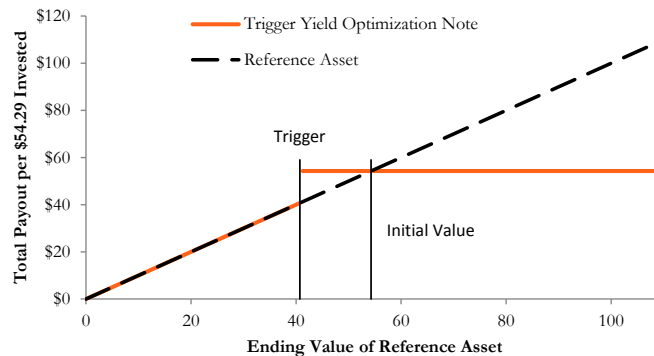 $120
Trigger Yield Optimization Note
Reference Asset
$100
$80
Trigger
$60
Initial Value
$40
$20
$0
0 20 40 60 80 100
Total Payout per $54.29 Invested
Ending Value of Reference Asset